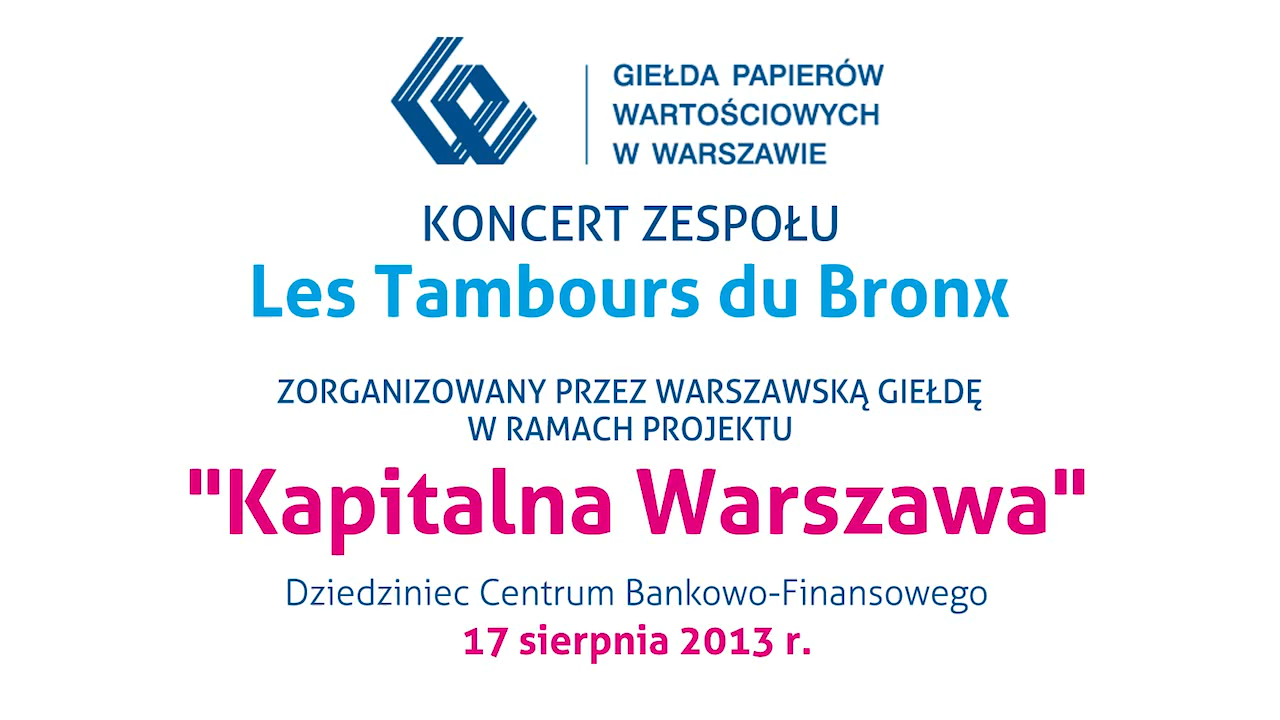 GIEŁDA PAPIERÓW
WARTOŚCIOWYCH
W WARSZAWIE
KONCERT ZESPOŁU
Les Tambours du Bronx
ZORGANIZOWANY PRZEZ WARSZAWSKĄ GIEŁDĘ
W RAMACH PROJEKTU
"Kapitalna Warszawa"
Dziedziniec Centrum Bankowo-Finansowego
17 sierpnia 2013 r.